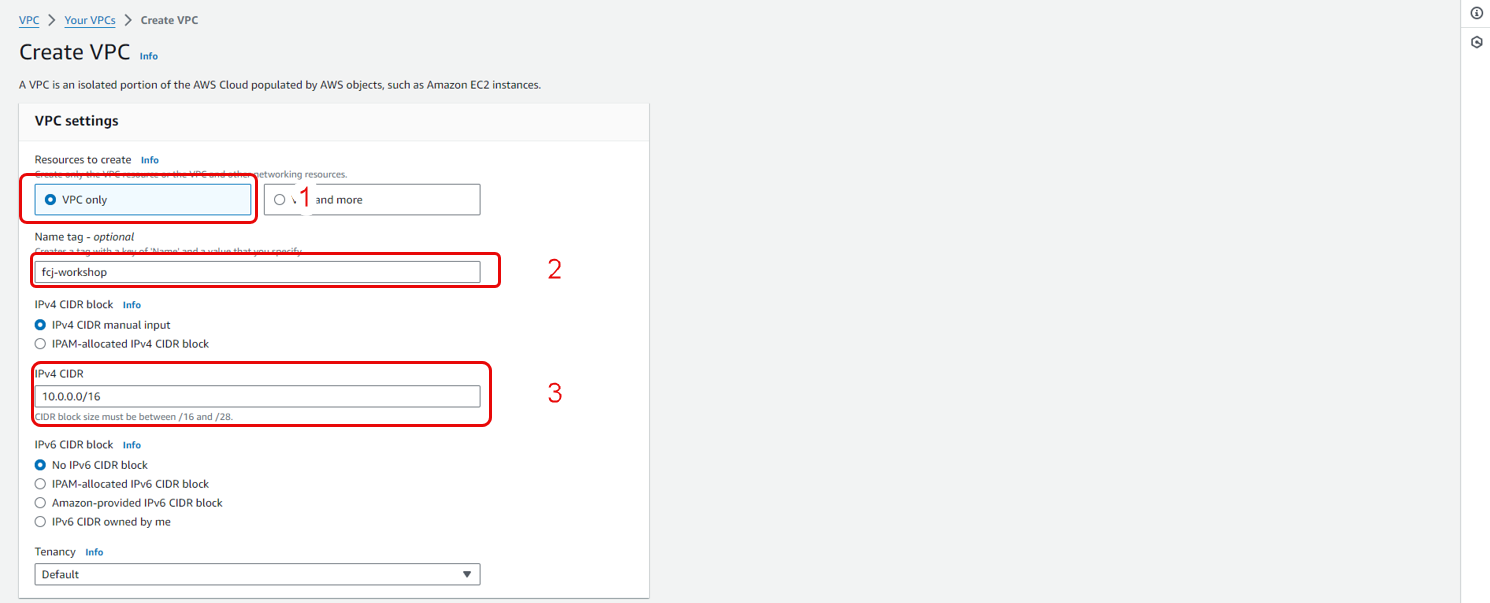 VPC > Your VPCs > Create VPC
Create VPC Info
A VPC is an isolated portion of the AWS Cloud populated by AWS objects, such as Amazon EC2 instances.
VPC settings
Resources to create Info
Create only the VPC resource or the VPC and other networking resources.
VPC only
1
and more
Name tag - optional
Creates a tag with a key of 'Name' and a value that you specify.
fcj-workshop
2
IPv4 CIDR block Info
IPv4 CIDR manual input
IPAM-allocated IPv4 CIDR block
IPv4 CIDR
10.0.0.0/16
3
CIDR block size must be between /16 and /28.
IPv6 CIDR block Info
No IPv6 CIDR block
IPAM-allocated IPv6 CIDR block
Amazon-provided IPv6 CIDR block
IPv6 CIDR owned by me
Tenancy Info
Default